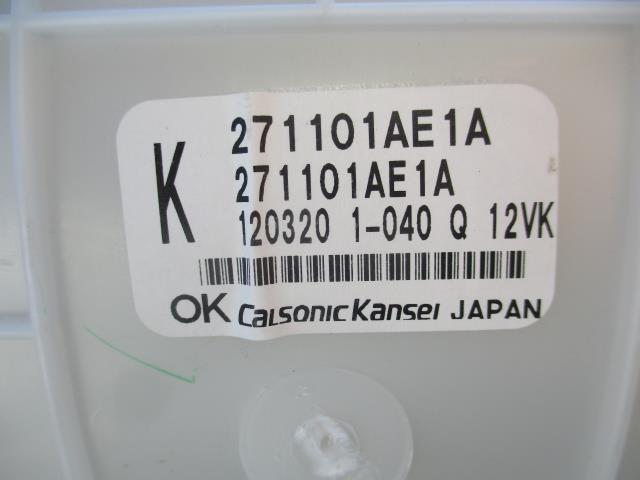 K
271101AE1A
271101AE1A
120320 1-040 Q 12VK
OK CalsonicKansei JAPAN